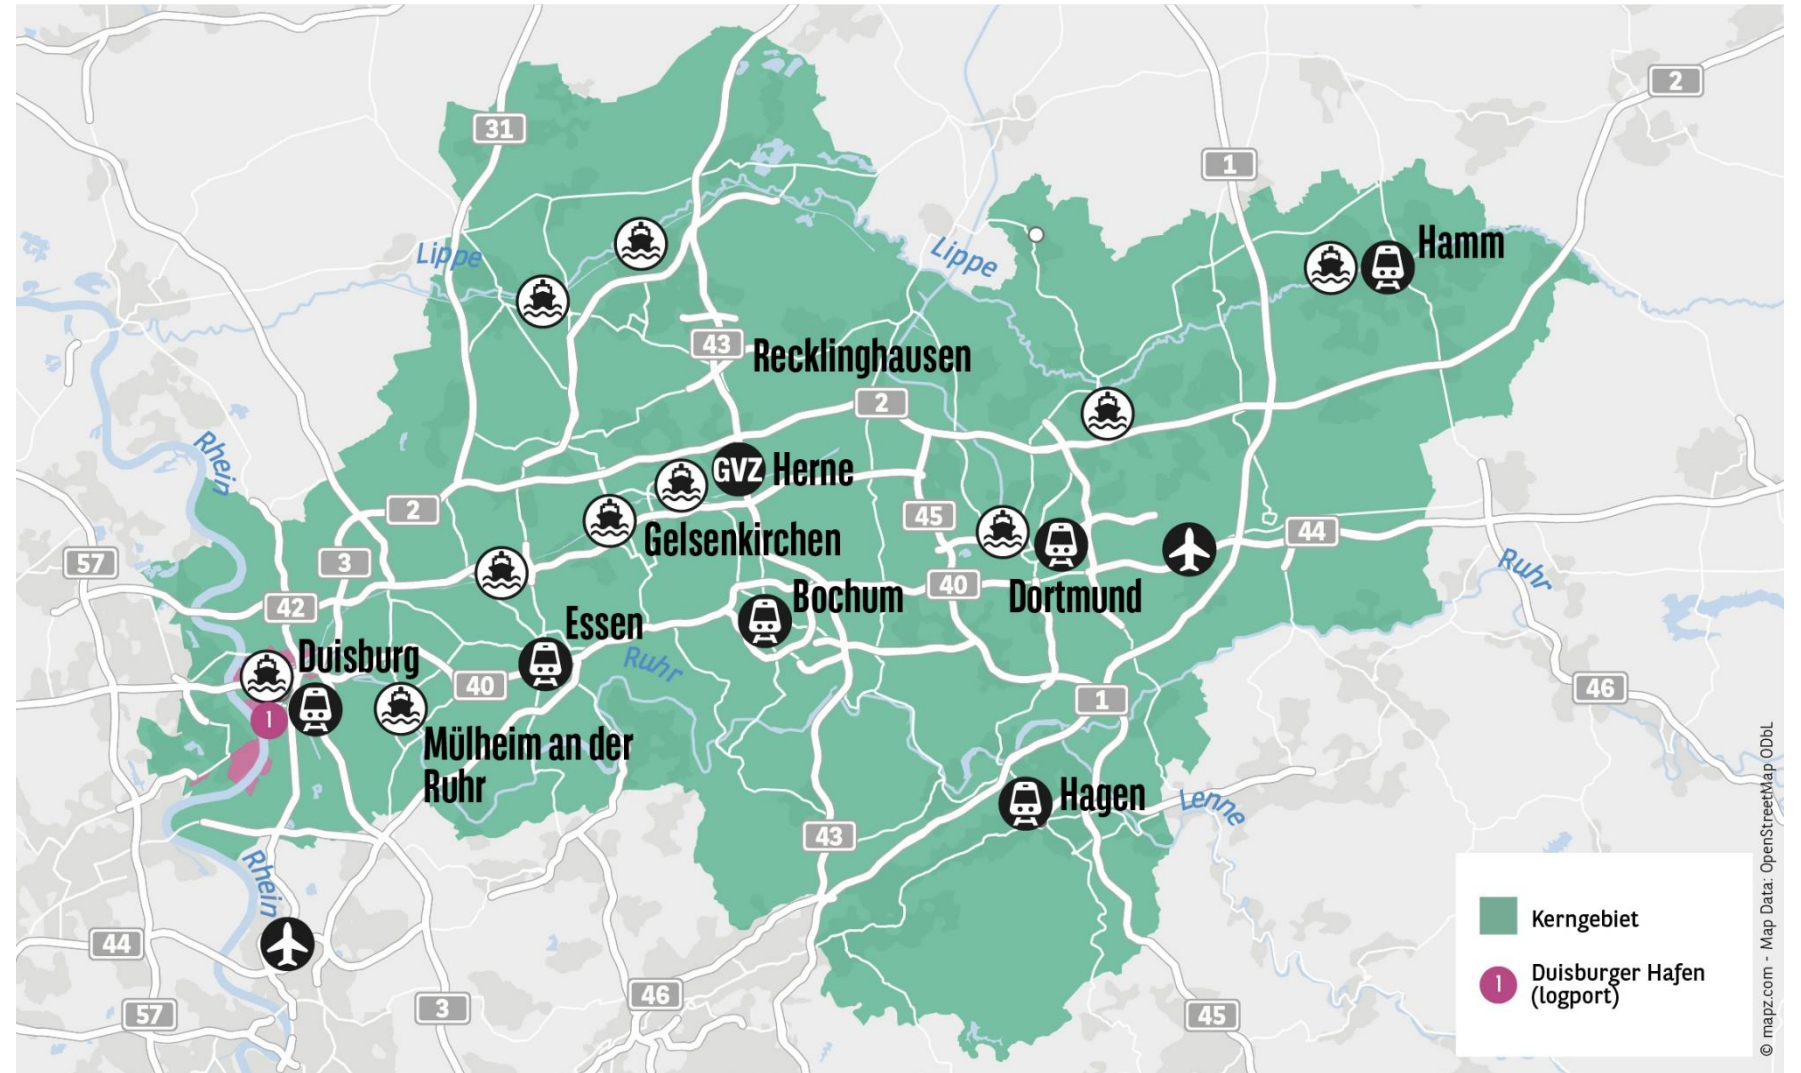 31
2
1
Lippe
Lippe
Hamm
43
Recklinghausen
2
Rhein
GVZ
Herne
2
45
44
57
3
Gelsenkirchen
Ruhr
42
40
Bochum
Dortmund
Essen
Duisburg
Ruhr
40
46
1
1
Mülheim an der
Ruhr
Hagen
Lenne
43
Rhein
44
46
57
3
45
Kerngebiet
1
Duisburger Hafen
(logport)
© mapz.com - Map Data: OpenStreetMap ODbL